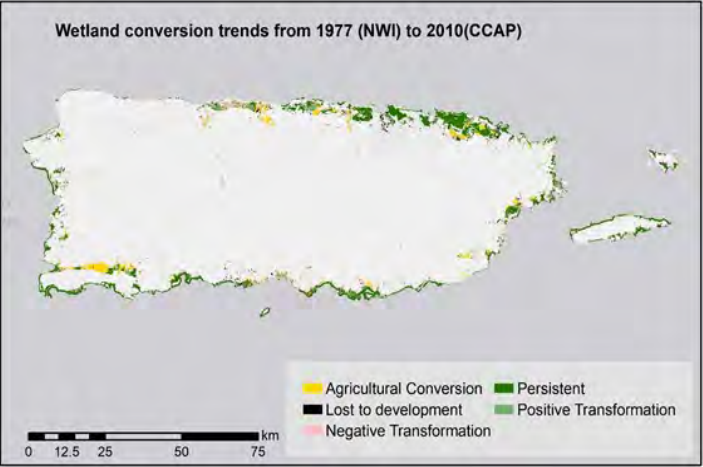 Wetland conversion trends from 1977 (NWI) to 2010(CCAP)
Agricultural Conversion
Persistent
Lost to development
Positive Transformation
Negative Transformation
km
0 12.5 25 50 75